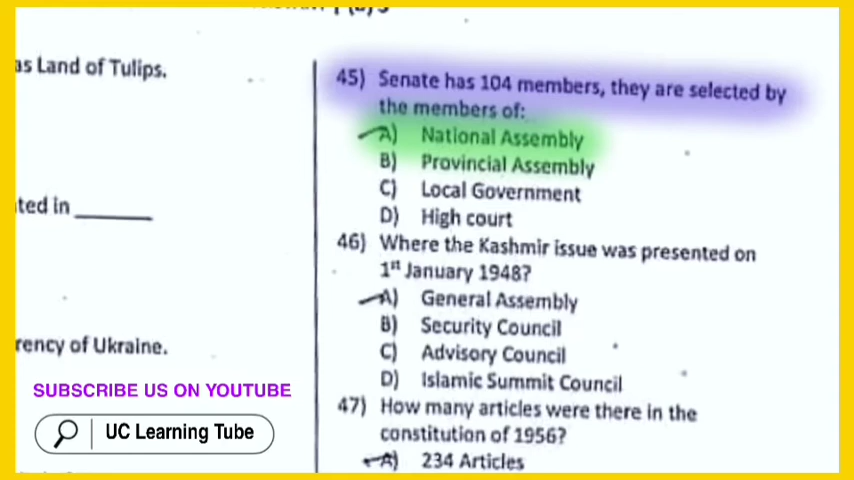 as Land of Tulips.
ted in ______
rency of Ukraine.
SUBSCRIBE US ON YOUTUBE
UC Learning Tube
45) Senate has 104 members, they are selected by
the members of:
A) National Assembly
B) Provincial Assembly
C) Local Government
D) High court
46) Where the Kashmir issue was presented on
1st January 1948?
A) General Assembly
B) Security Council
C) Advisory Council
D) Islamic Summit Council
47) How many articles were there in the
constitution of 1956?
A) 234 Articles